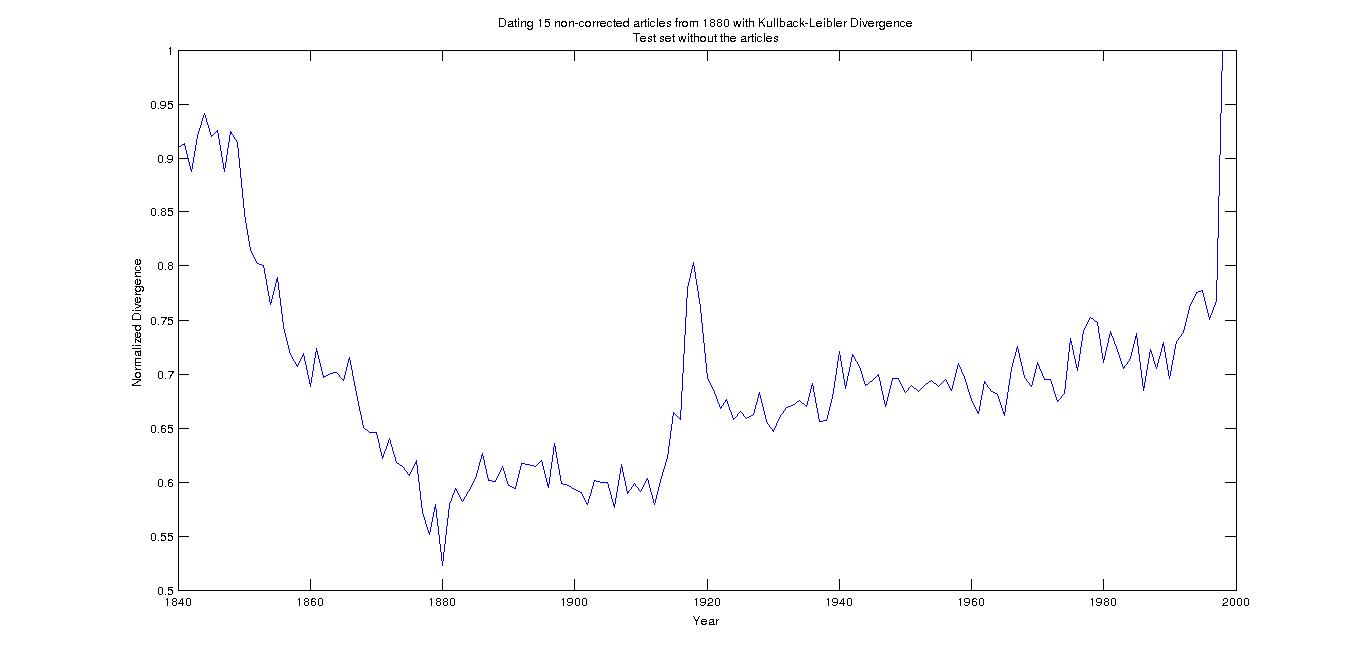 Dating 15 non-corrected articles from 1880 with Kullback-Leibler Divergence
Test set without the articles
1
0.95
0.9
0.85
0.8
0.75
0.7
0.65
0.6
0.55
0.5
Normalized Divergence
1840 1860 1880 1900 1920 1940 1960 1980 2000
Year